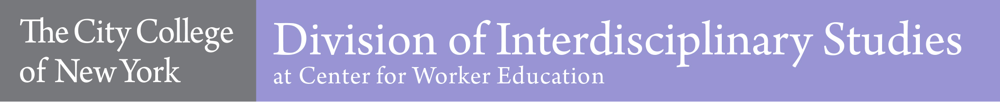 The City College
of New York
Division of Interdisciplinary Studies
at Center for Worker Education